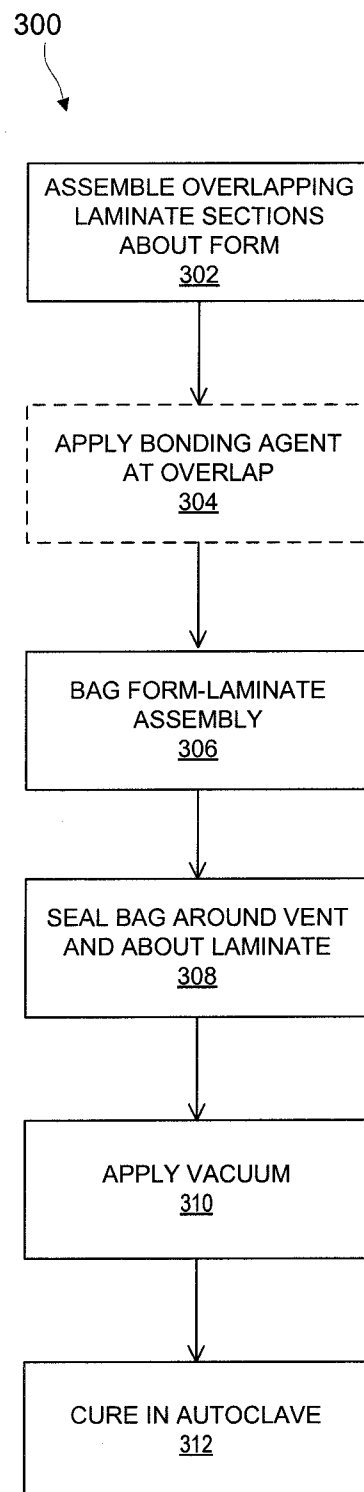 300
ASSEMBLE OVERLAPPING
LAMINATE SECTIONS
ABOUT FORM
302
APPLY BONDING AGENT
AT OVERLAP
304
BAG FORM-LAMINATE
ASSEMBLY
306
SEAL BAG AROUND VENT
AND ABOUT LAMINATE
308
APPLY VACUUM
310
CURE IN AUTOCLAVE
312